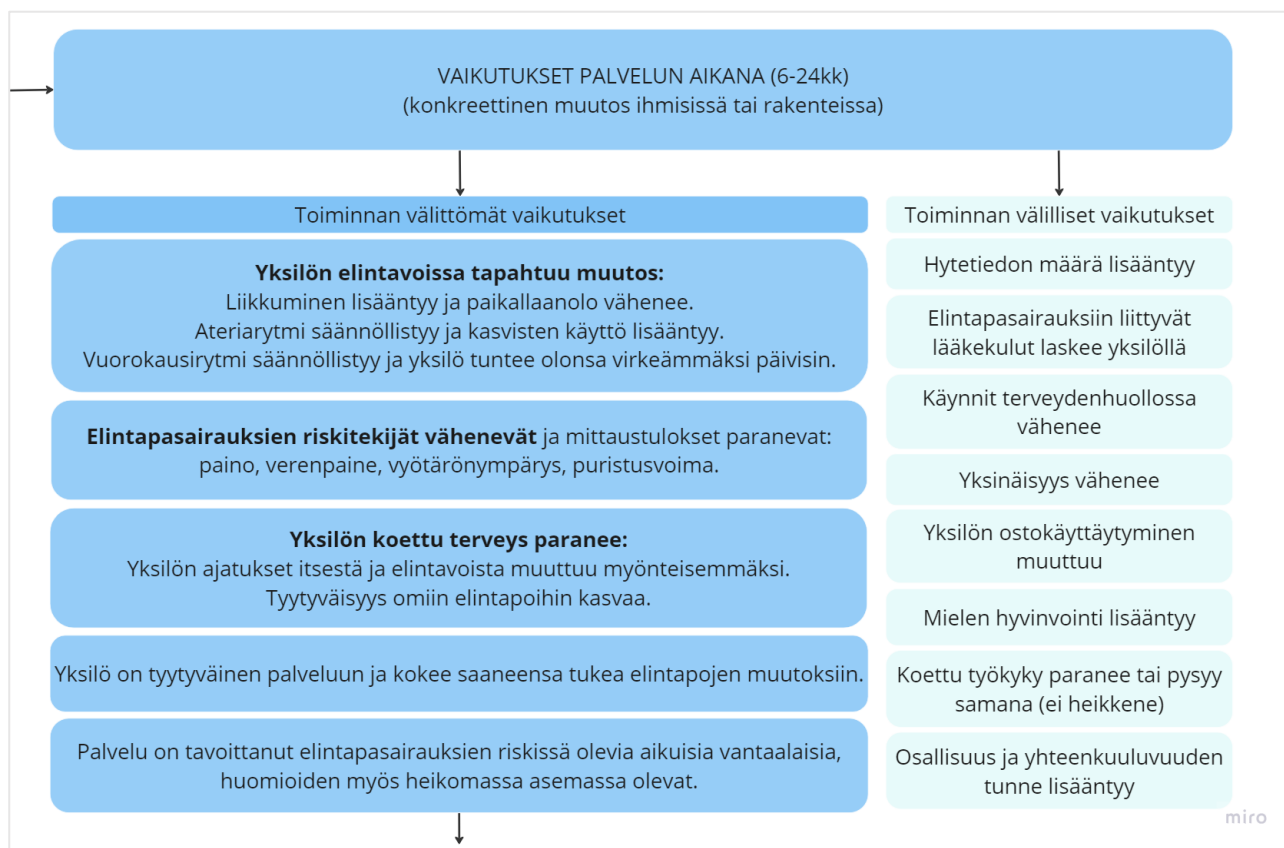 VAIKUTUKSET PALVELUN AIKANA (6-24kk)
(konkreettinen muutos ihmisissä tai rakenteissa)
Toiminnan välittömät vaikutukset
Yksilön elintavoissa tapahtuu muutos:
Liikkuminen lisääntyy ja paikallaanolo vähenee.
Ateriarytmi säännöllistyy ja kasvisten käyttö lisääntyy.
Vuorokausirytmi säännöllistyy ja yksilö tuntee olonsa virkeämmäksi päivisin.
Elintapasairauksien riskitekijät vähenevät ja mittaustulokset paranevat:
paino, verenpaine, vyötärönympärys, puristusvoima.
Yksilön koettu terveys paranee:
Yksilön ajatukset itsestä ja elintavoista muuttuu myönteisemmäksi.
Tyytyväisyys omiin elintapoihin kasvaa.
Yksilö on tyytyväinen palveluun ja kokee saaneensa tukea elintapojen muutoksiin.
Palvelu on tavoittanut elintapasairauksien riskissä olevia aikuisia vantaalaisia,
huomioiden myös heikomassa asemassa olevat.
Toiminnan välilliset vaikutukset
Hytetiedon määrä lisääntyy
Elintapasairauksiin liittyvät
lääkekulut laskee yksilöllä
Käynnit terveydenhuollossa
vähenee
Yksinäisyys vähenee
Yksilön ostokäyttäytyminen
muuttuu
Mielen hyvinvointi lisääntyy
Koettu työkyky paranee tai pysyy
samana (ei heikkene)
Osallisuus ja yhteenkuuluvuuden
tunne lisääntyy
miro